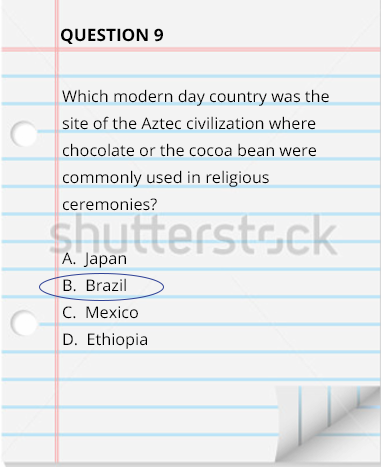 QUESTION 9
Which modern day country was the
site of the Aztec civilization where
chocolate or the cocoa bean were
commonly used in religious
ceremonies?
shutterstock
A. Japan
B. Brazil
C. Mexico
D. Ethiopia